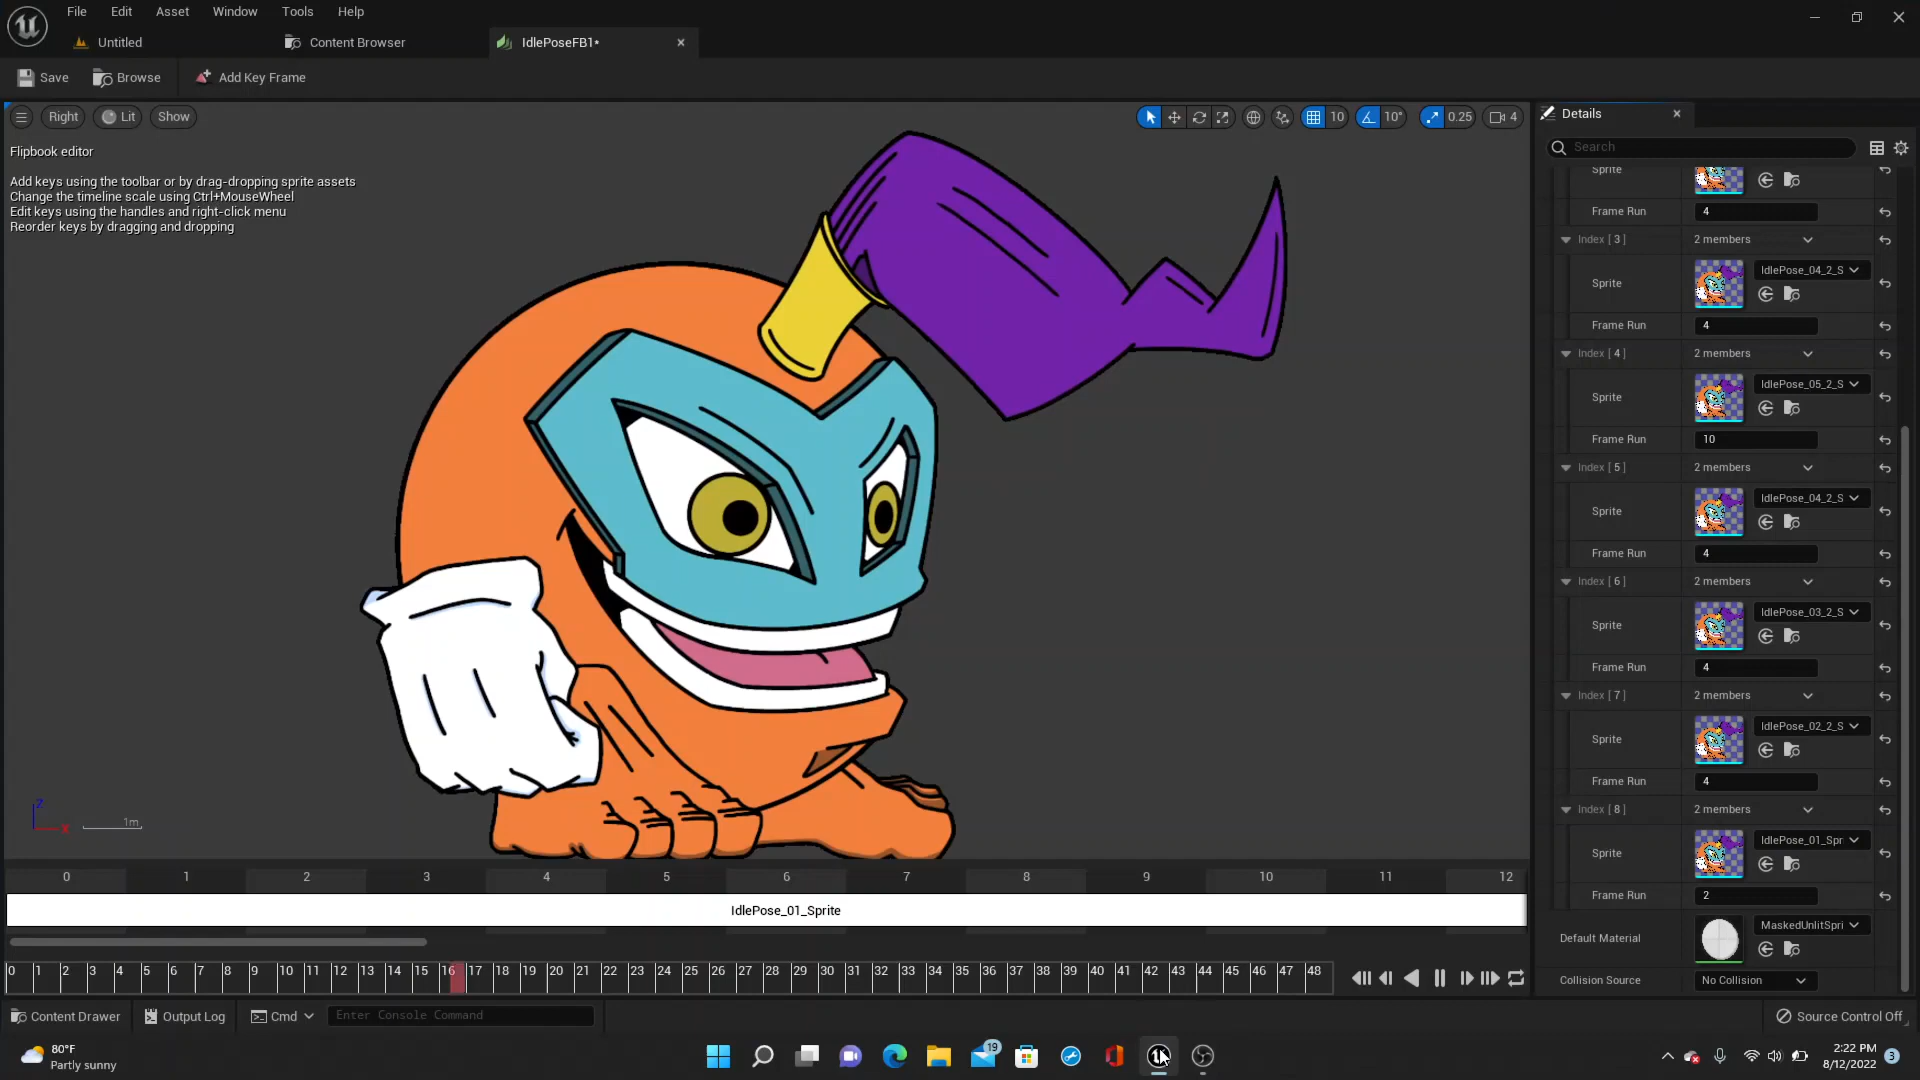 File Edit Asset Window Tools Help
Untitled Content Browser IdlePoseFB1*
Save Browse Add Key Frame
Right Lit Show 10 10° 0.25 4
Flipbook editor
Add keys using the toolbar or by drag-dropping sprite assets
Change the timeline scale using Ctrl+MouseWheel
Edit keys using the handles and right-click menu
Reorder keys by dragging and dropping
Details
Search
Sprite
Frame Run 4
Index [ 3 ] 2 members
Sprite IdlePose_04_2_S
Frame Run 4
Index [ 4 ] 2 members
Sprite IdlePose_05_2_S
Frame Run 10
Index [ 5 ] 2 members
Sprite IdlePose_04_2_S
Frame Run 4
Index [ 6 ] 2 members
Sprite IdlePose_03_2_S
Frame Run 4
Index [ 7 ] 2 members
Sprite IdlePose_02_2_S
Frame Run 4
Index [ 8 ] 2 members
Sprite IdlePose_01_Spr
Frame Run 2
Default Material MaskedUnlitSpri
Collision Source No Collision
Z
X
1m
0 1 2 3 4 5 6 7 8 9 10 11 12
IdlePose_01_Sprite
0 1 2 3 4 5 6 7 8 9 10 11 12 13 14 15 16 17 18 19 20 21 22 23 24 25 26 27 28 29 30 31 32 33 34 35 36 37 38 39 40 41 42 43 44 45 46 47 48
Content Drawer Output Log Cmd Enter Console Command Source Control Off
80°F
Partly sunny
19
2:22 PM
8/12/2022
3